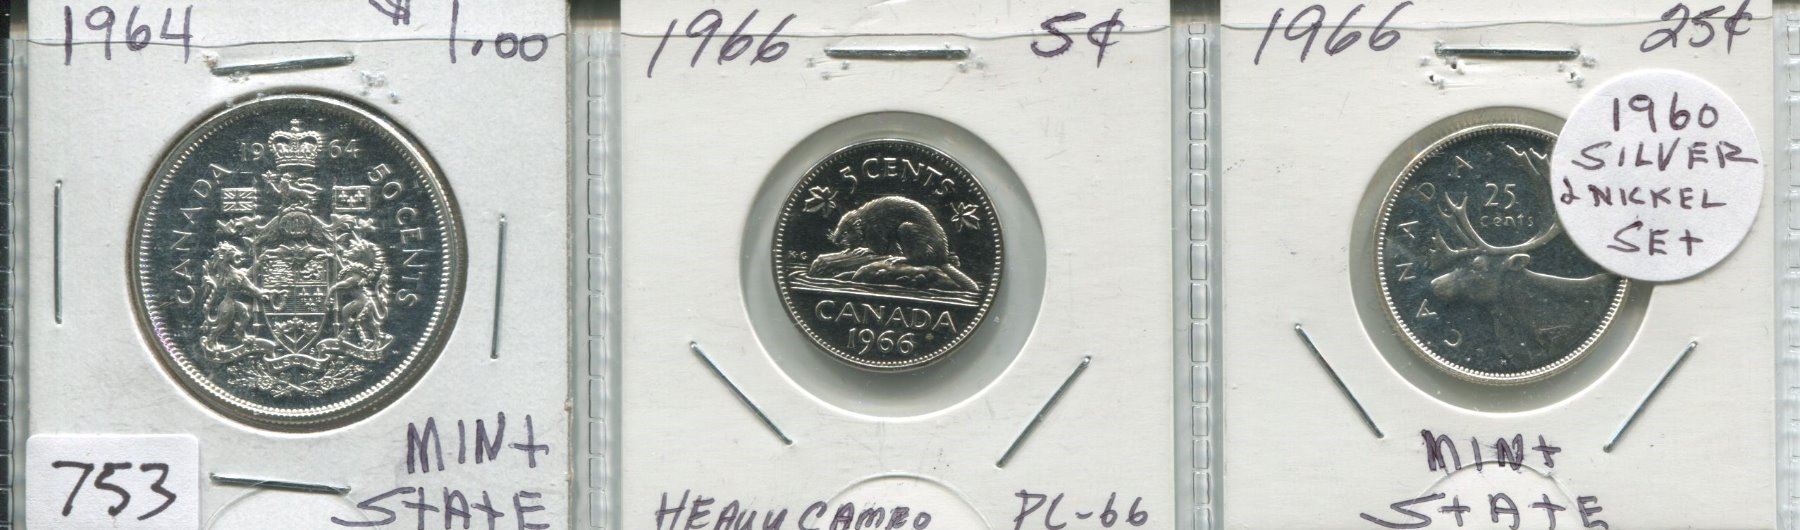 1964 $1.00
19 64
CANADA
50 CENTS
753
MINt
StAtE
1966 5¢
5 CENTS
K·G
CANADA
1966
HEAVY CAMEO PL-66
1966 25¢
CANADA
25
cents
1960
SILVER
& NICKEL
SEt
MINt
StAtE